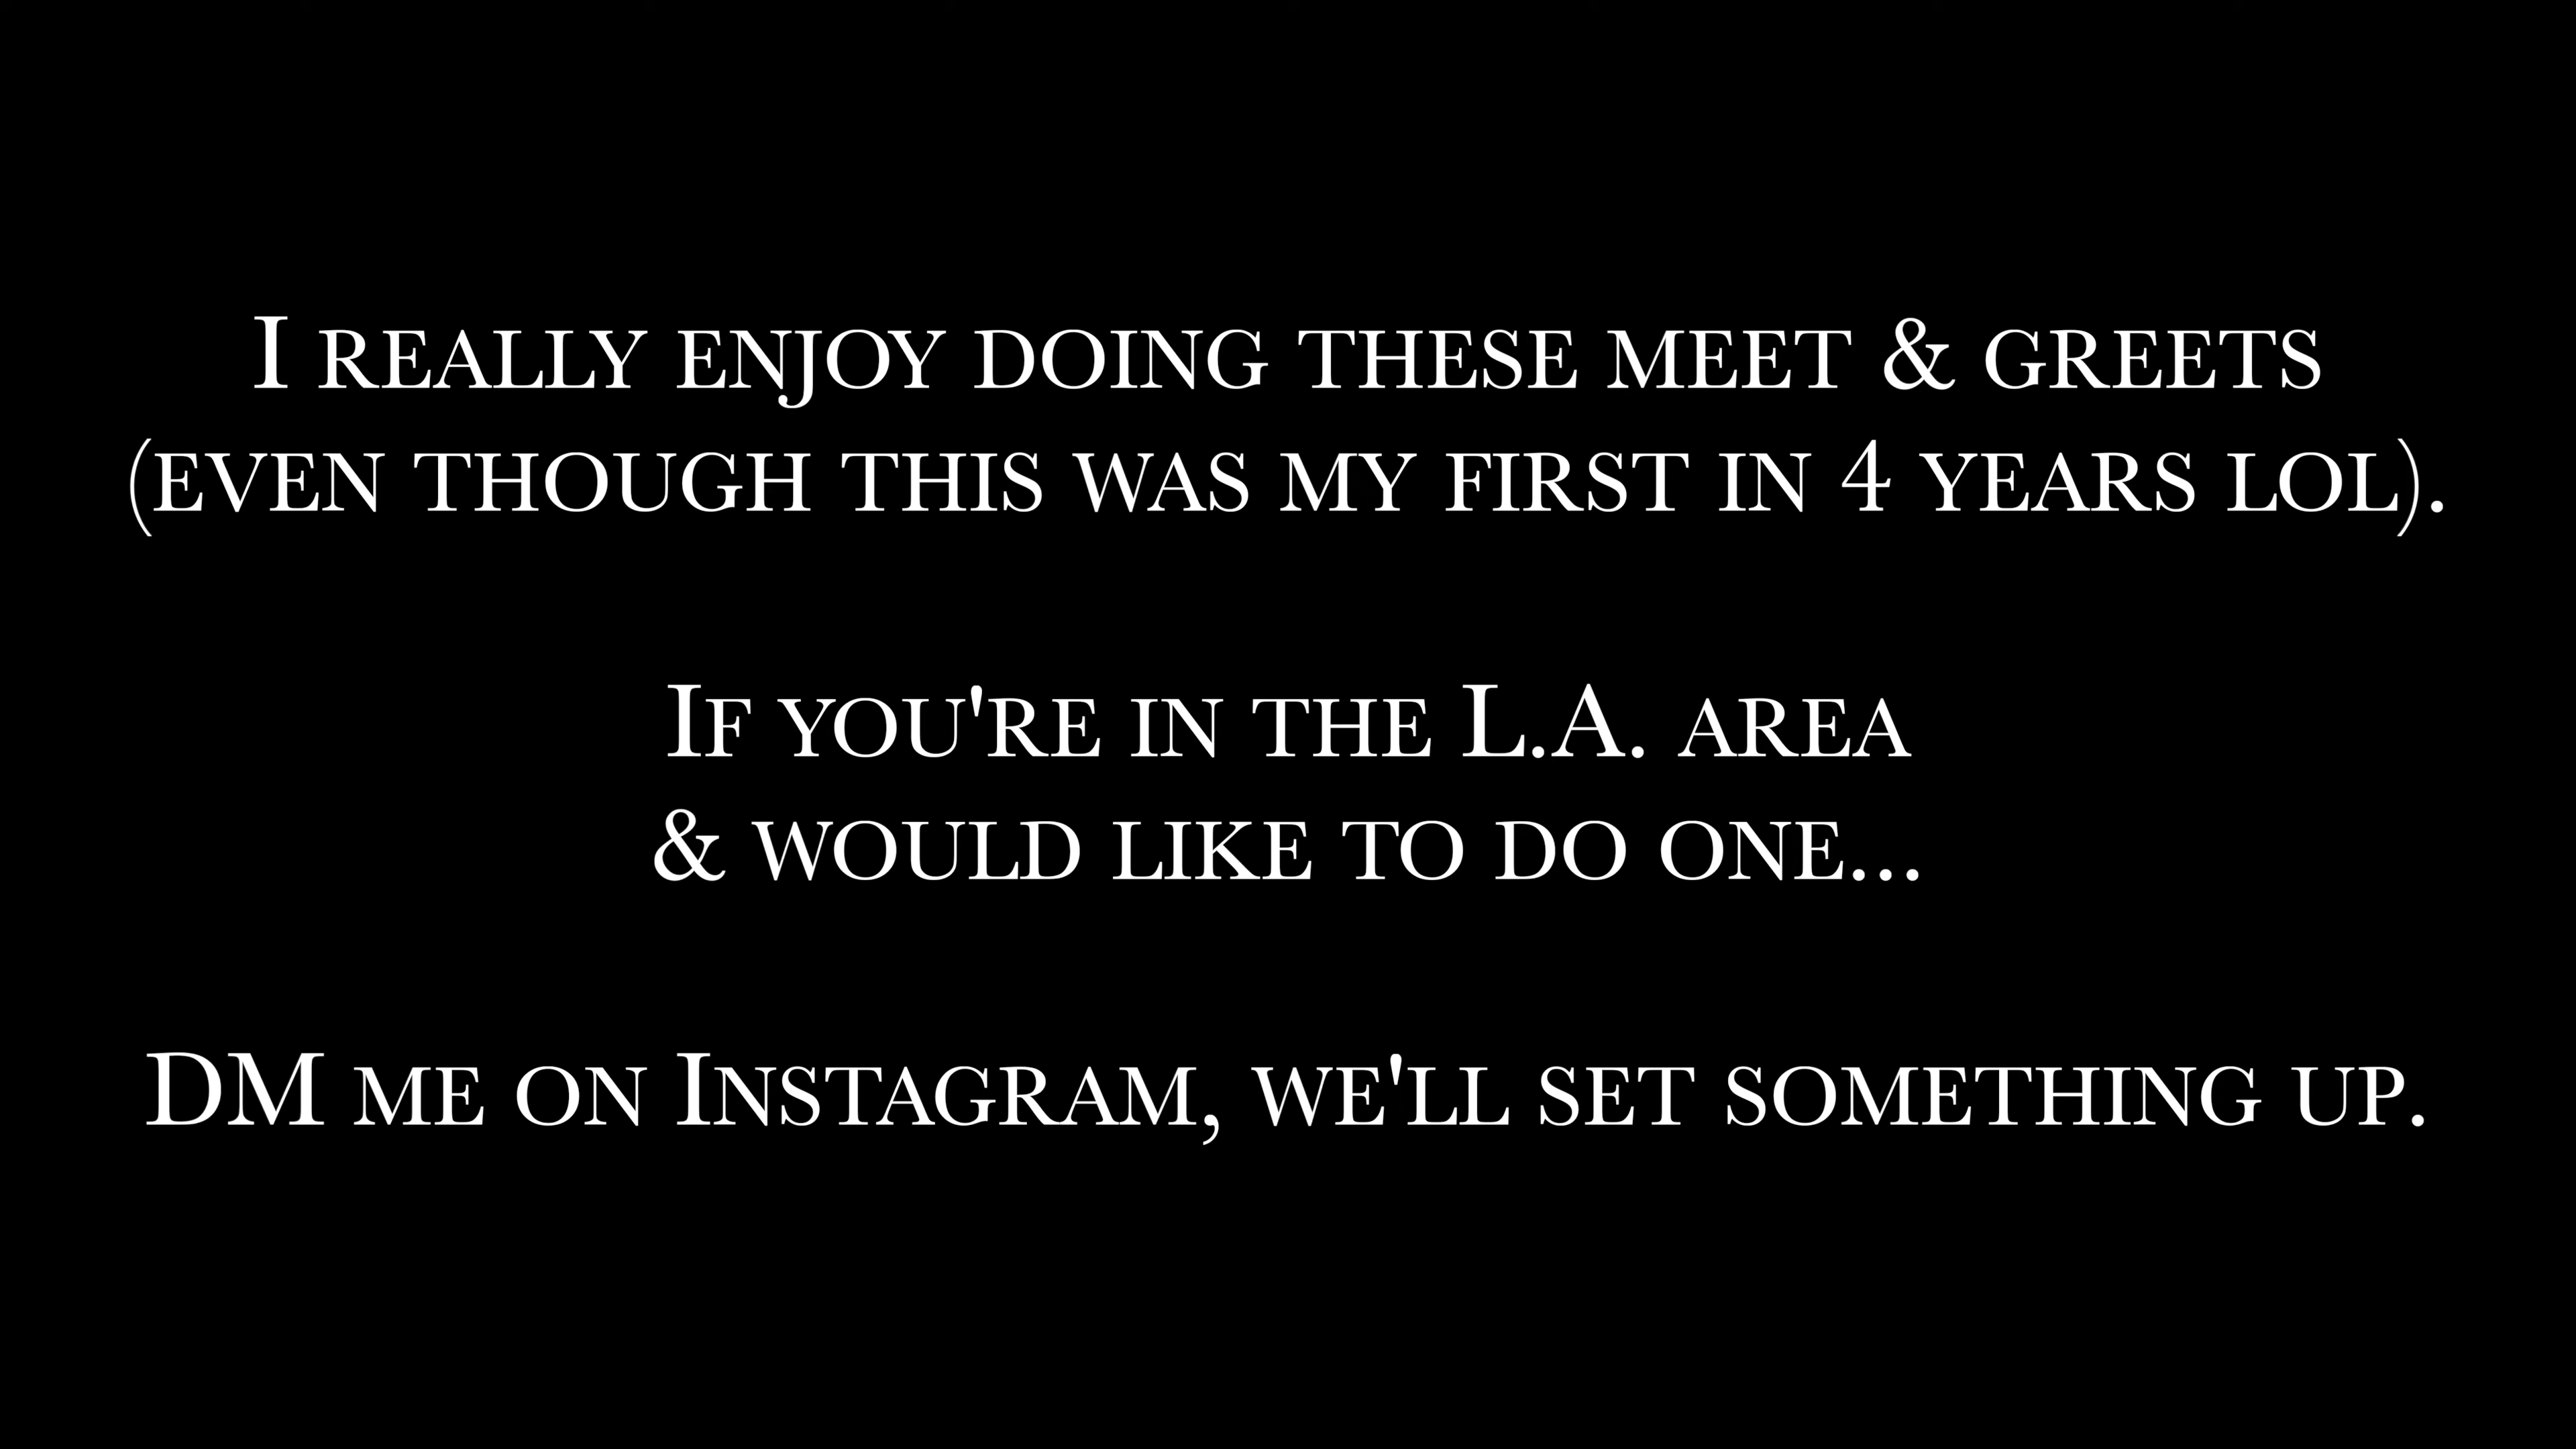 I really enjoy doing these meet & greets
(even though this was my first in 4 years lol).
If you're in the L.A. area
& would like to do one...
DM me on Instagram, we'll set something up.